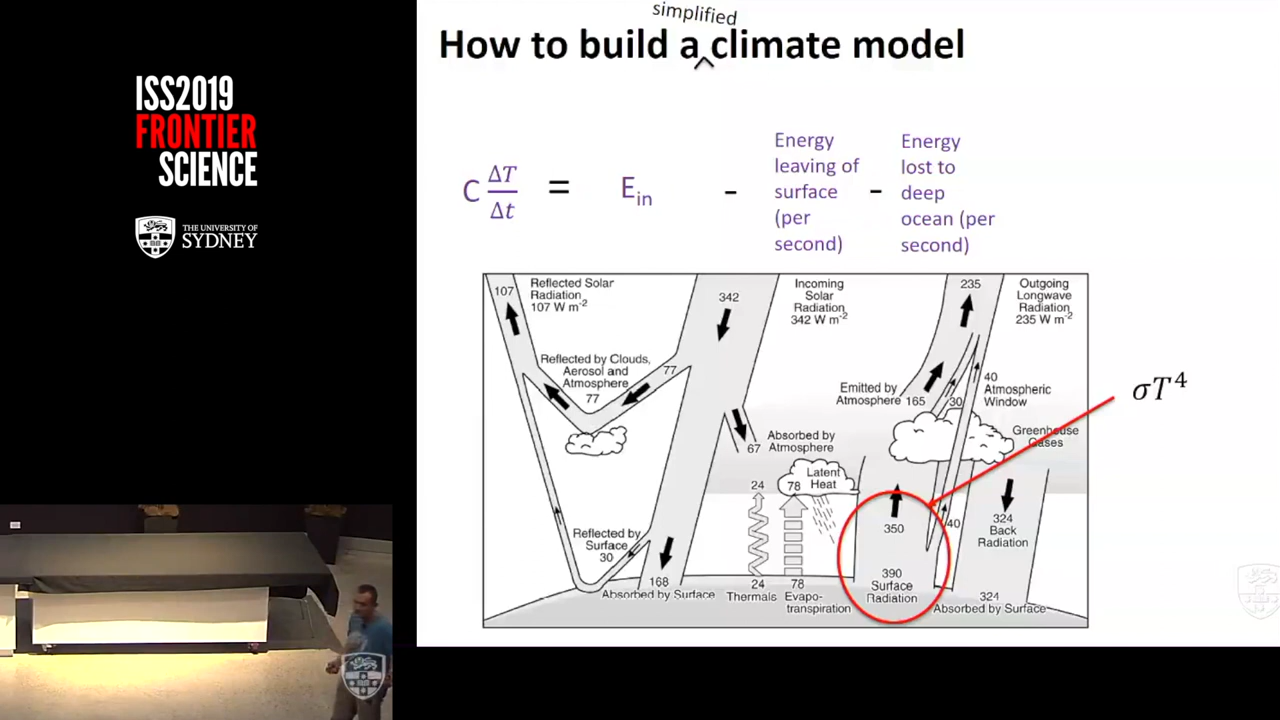 simplified
How to build a climate model
ISS2019
FRONTIER
SCIENCE
THE UNIVERSITY OF
SYDNEY
C ΔT/Δt = E_in - Energy leaving of surface (per second) - Energy lost to deep ocean (per second)
107
Reflected Solar
Radiation
107 W m⁻²
342
Incoming
Solar
Radiation
342 W m⁻²
235
Outgoing
Longwave
Radiation
235 W m⁻²
Reflected by Clouds,
Aerosol and
Atmosphere
77
77
Emitted by
Atmosphere 165
30
40
Atmospheric
Window
σT⁴
Greenhouse
Gases
67
Absorbed by
Atmosphere
24
78
Latent
Heat
350
40
324
Back
Radiation
Reflected by
Surface
30
168
Absorbed by Surface
24
Thermals
78
Evapo-
transpiration
390
Surface
Radiation
324
Absorbed by Surface